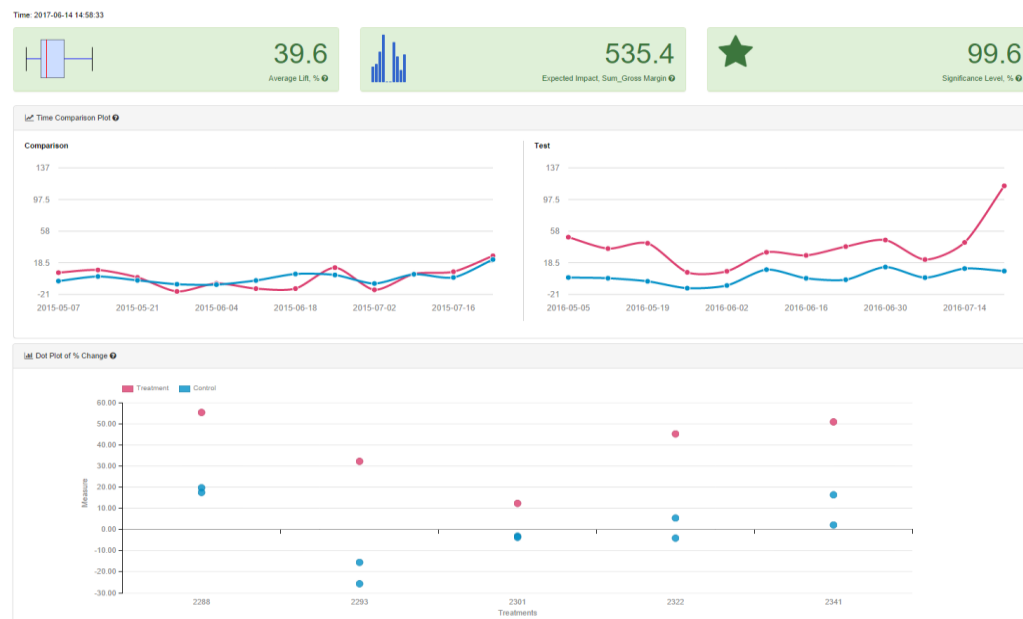 Time: 2017-06-14 14:58:33
39.6
Average Lift, %
535.4
Expected Impact, Sum_Gross Margin
99.6
Significance Level, %
Time Comparison Plot
Comparison
137
97.5
58
18.5
-21
2015-05-07 2015-05-21 2015-06-04 2015-06-18 2015-07-02 2015-07-16
Test
137
97.5
58
18.5
-21
2016-05-05 2016-05-19 2016-06-02 2016-06-16 2016-06-30 2016-07-14
Dot Plot of % Change
Treatment Control
60.00
50.00
40.00
30.00
20.00
10.00
0.00
-10.00
-20.00
-30.00
Measure
2288 2293 2301 2322 2341
Treatments